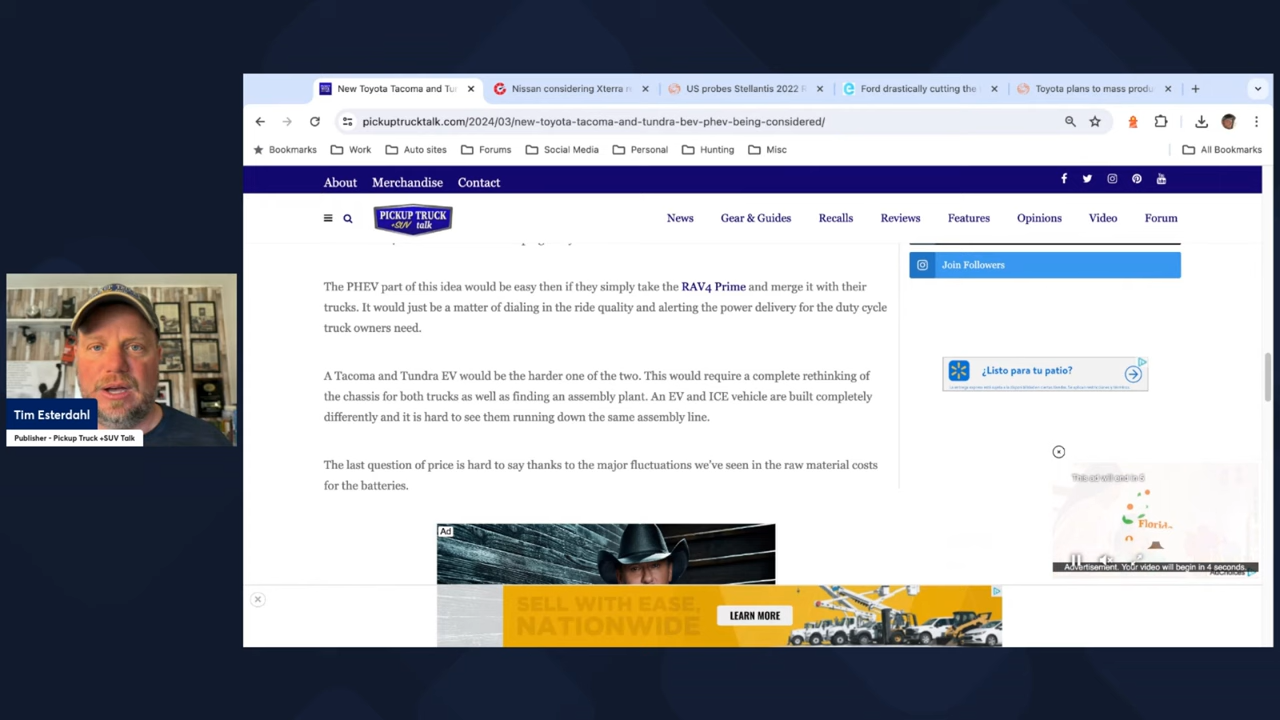 New Toyota Tacoma and Tu
Nissan considering Xterra r
US probes Stellantis 2022 R
Ford drastically cutting the
Toyota plans to mass produ
pickuptrucktalk.com/2024/03/new-toyota-tacoma-and-tundra-bev-phev-being-considered/
Bookmarks Work Auto sites Forums Social Media Personal Hunting Misc All Bookmarks
About Merchandise Contact
PICKUP TRUCK
+SUV talk
News Gear & Guides Recalls Reviews Features Opinions Video Forum
Join Followers
The PHEV part of this idea would be easy then if they simply take the RAV4 Prime and merge it with their
trucks. It would just be a matter of dialing in the ride quality and alerting the power delivery for the duty cycle
truck owners need.
A Tacoma and Tundra EV would be the harder one of the two. This would require a complete rethinking of
the chassis for both trucks as well as finding an assembly plant. An EV and ICE vehicle are built completely
differently and it is hard to see them running down the same assembly line.
The last question of price is hard to say thanks to the major fluctuations we've seen in the raw material costs
for the batteries.
¿Listo para tu patio?
This ad will end in 5
Florida
Advertisement. Your video will begin in 4 seconds.
AdChoices
Ad
SELL WITH EASE,
NATIONWIDE
LEARN MORE
Tim Esterdahl
Publisher - Pickup Truck +SUV Talk